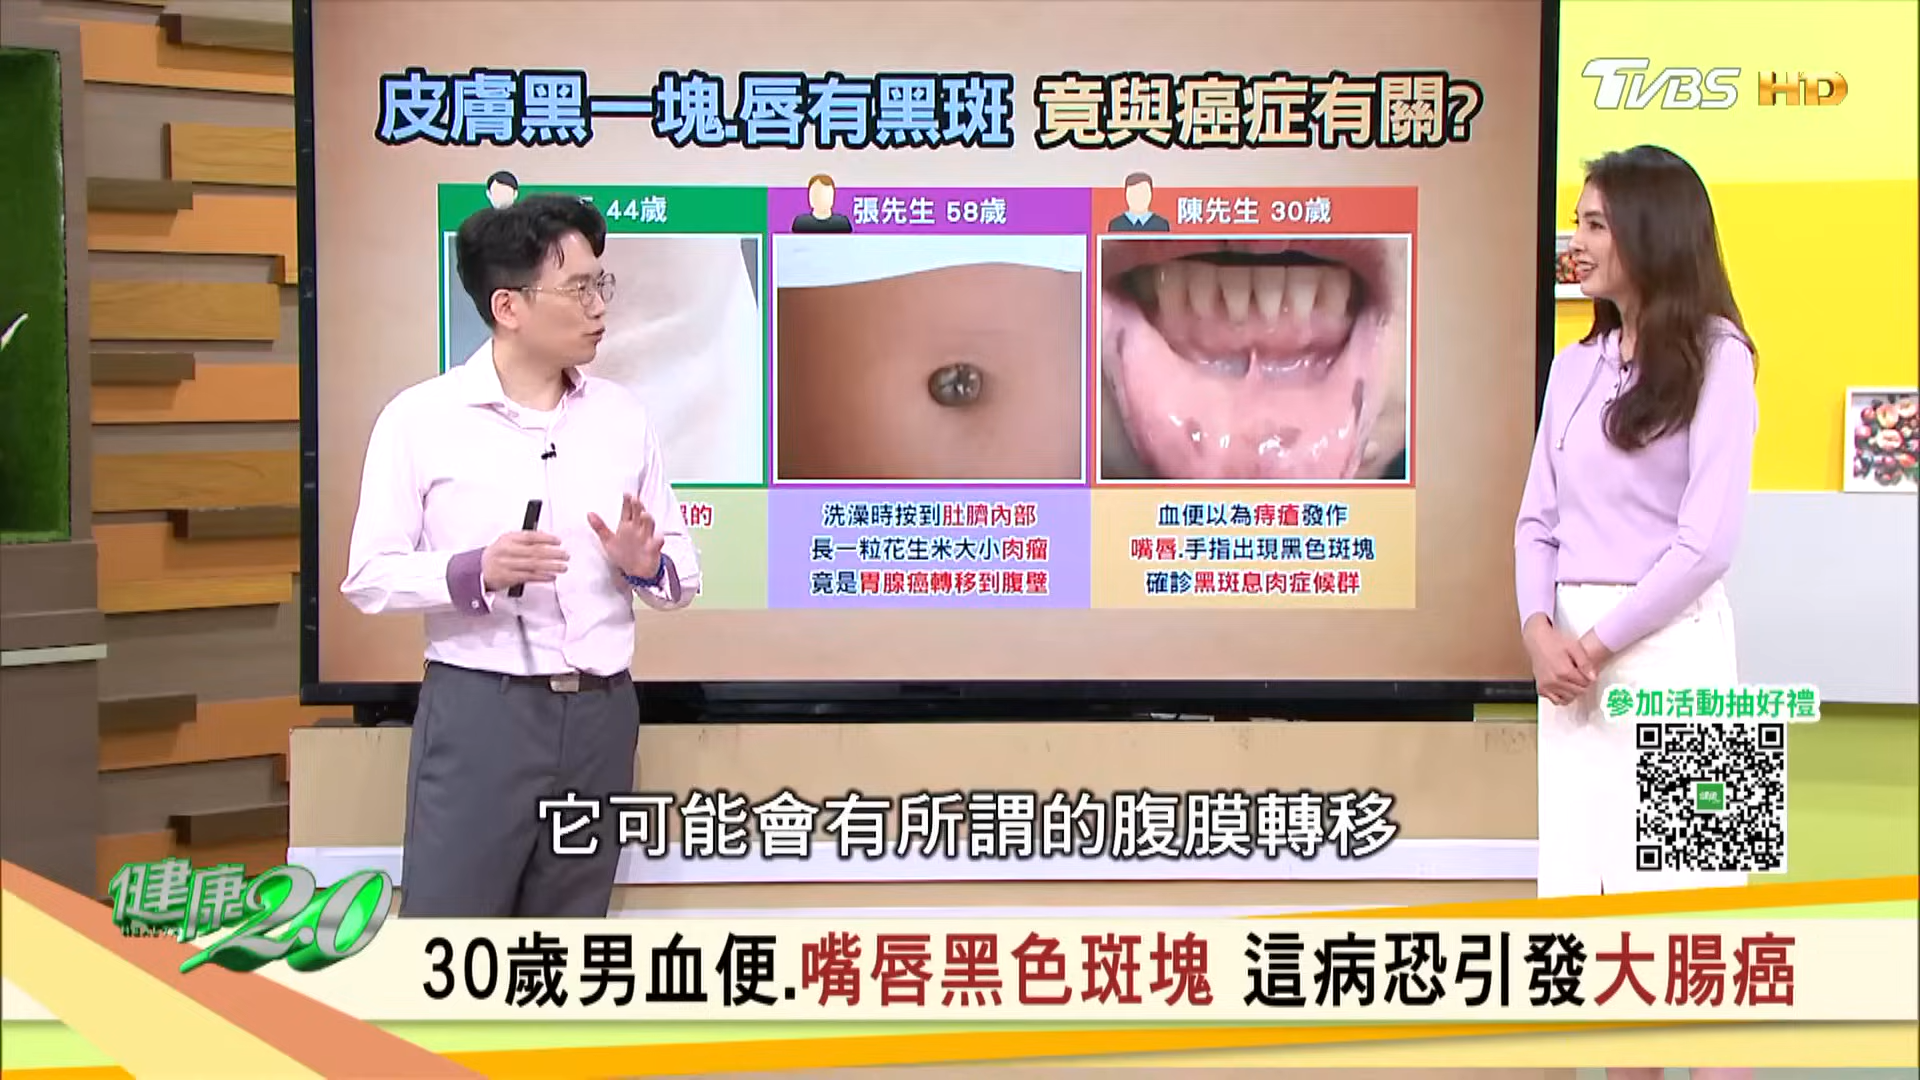 TVBS HD
皮膚黑一塊.唇有黑斑 竟與癌症有關?
44歲
張先生 58歲
陳先生 30歲
的
洗澡時按到肚臍內部
長一粒花生米大小肉瘤
竟是胃腺癌轉移到腹壁
血便以為痔瘡發作
嘴唇.手指出現黑色斑塊
確診黑斑息肉症候群
參加活動抽好禮
健康
它可能會有所謂的腹膜轉移
健康2.0
30歲男血便.嘴唇黑色斑塊 這病恐引發大腸癌